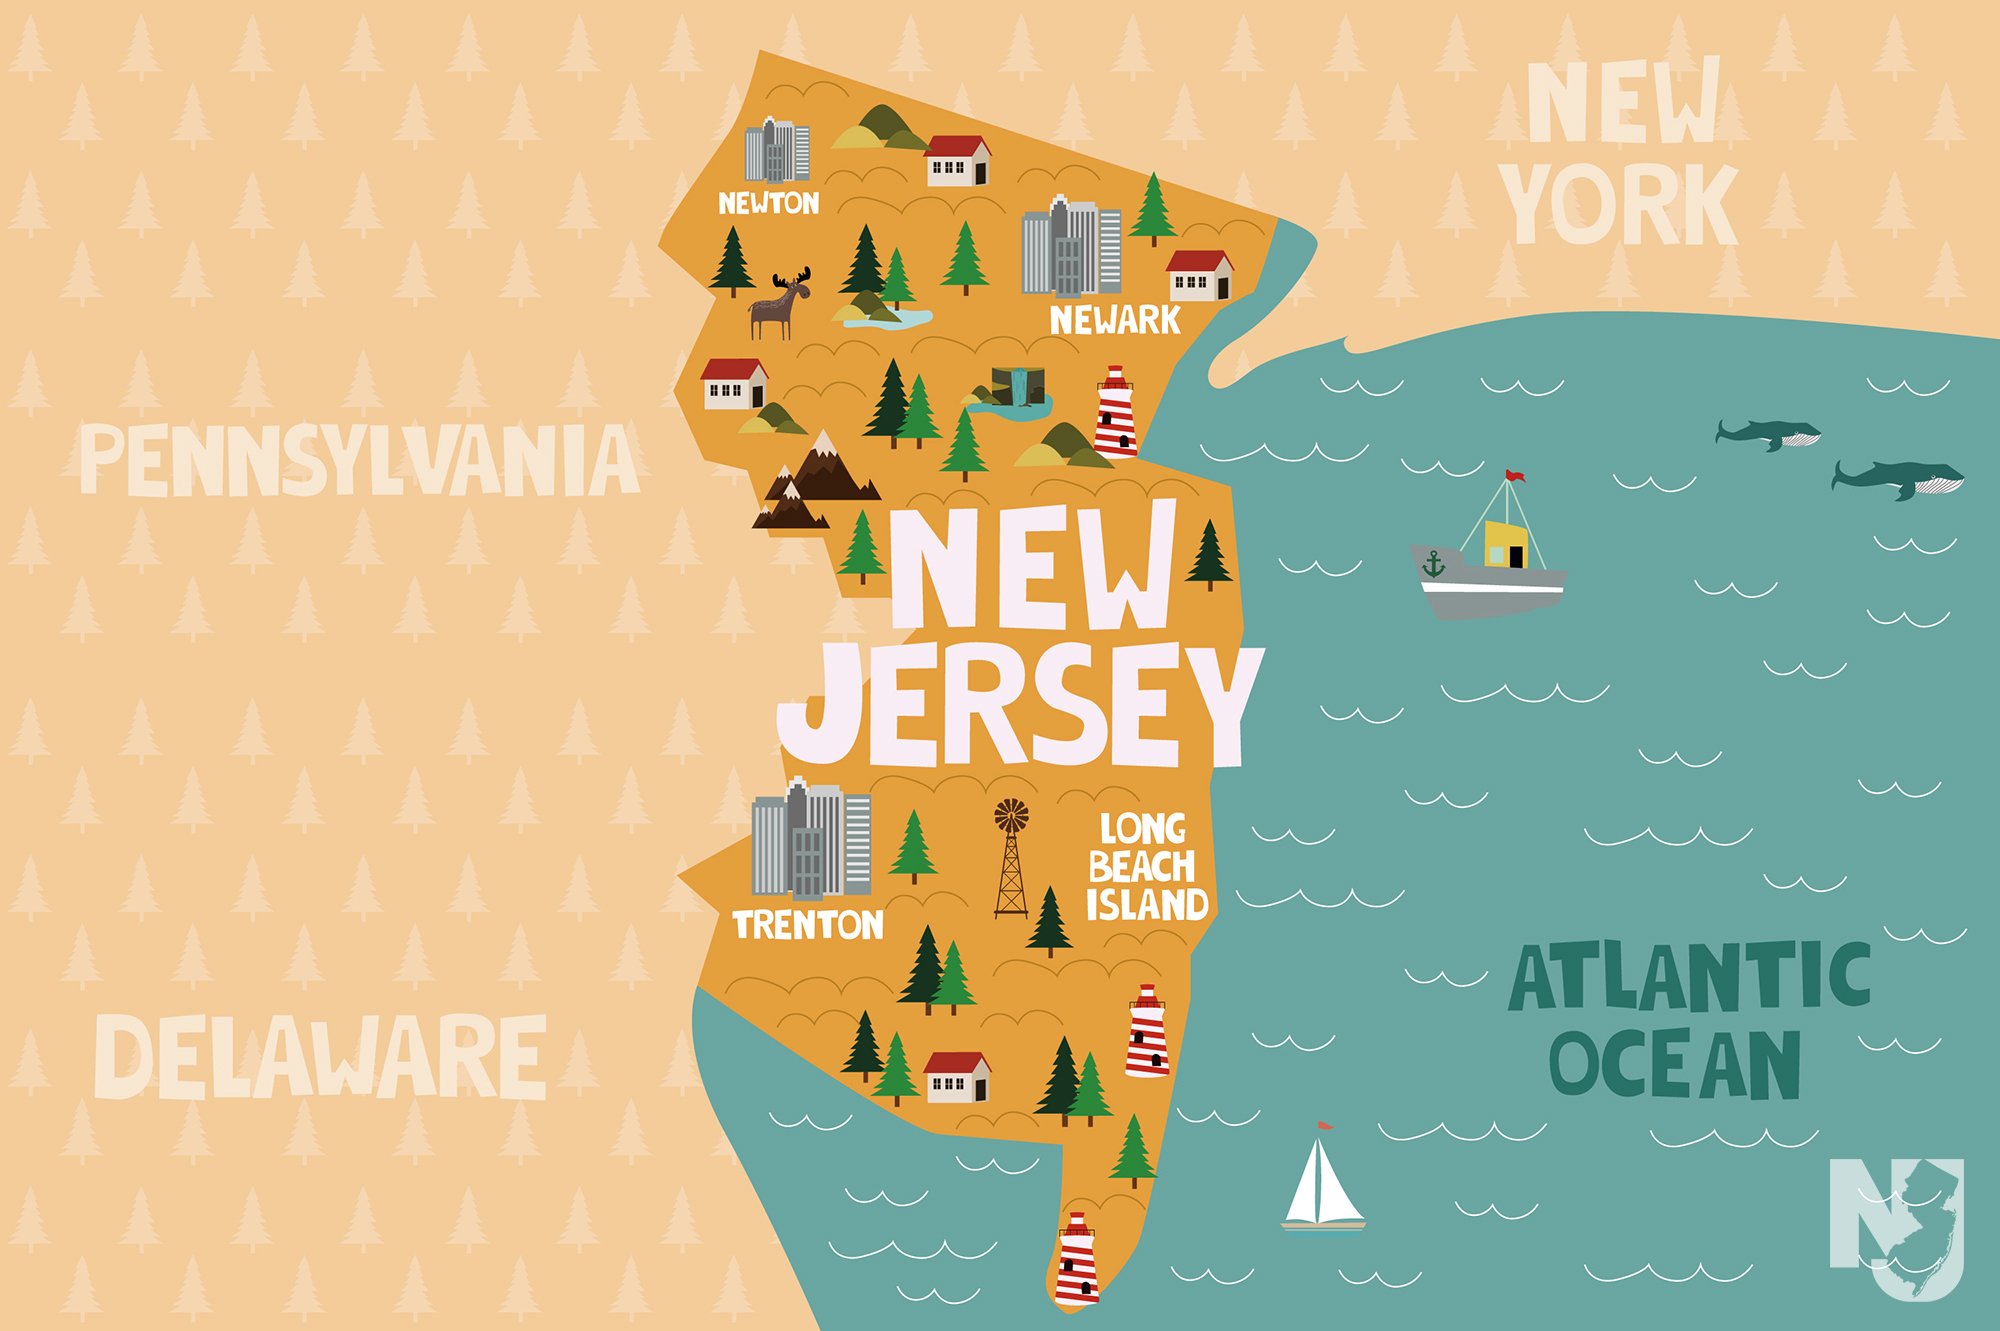 NEW
YORK
NEWTON
NEWARK
PENNSYLVANIA
NEW
JERSEY
LONG
BEACH
ISLAND
TRENTON
ATLANTIC
OCEAN
DELAWARE
NJ